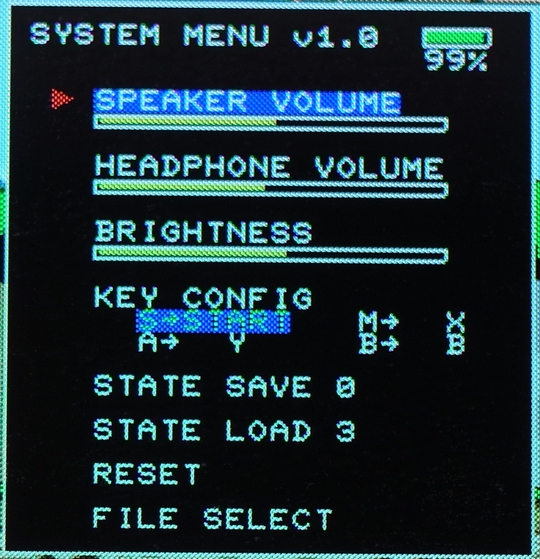 SYSTEM MENU v1.0
99%
SPEAKER VOLUME
HEADPHONE VOLUME
BRIGHTNESS
KEY CONFIG
S→START M→ X
A→ Y B→ B
STATE SAVE 0
STATE LOAD 3
RESET
FILE SELECT